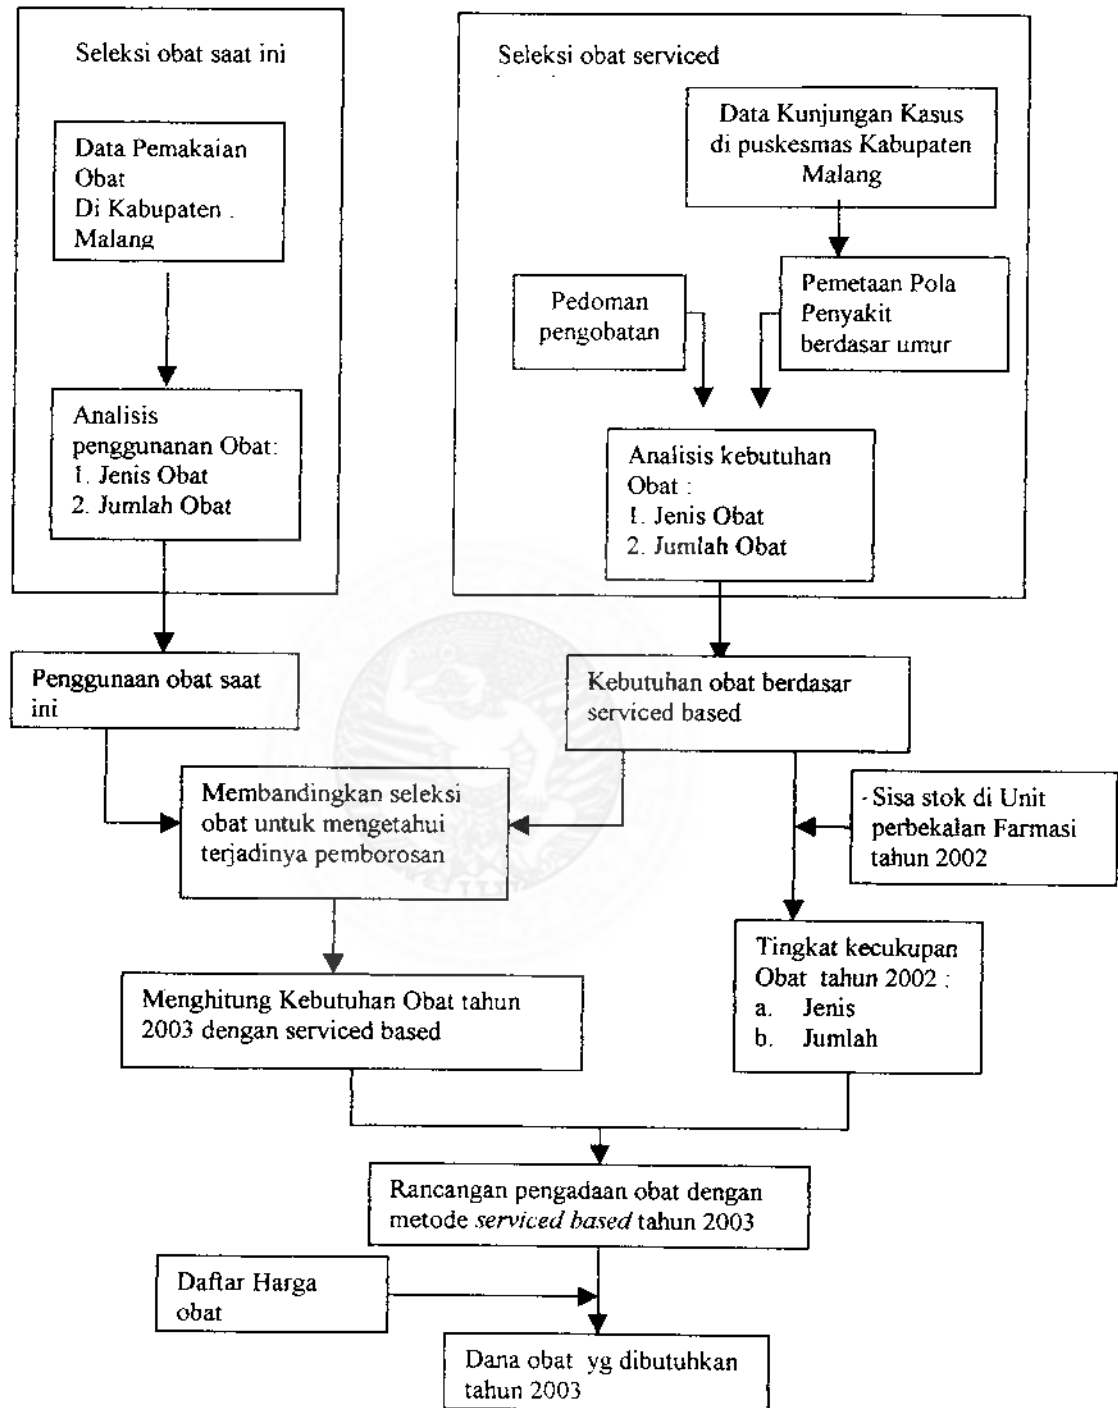 Seleksi obat saat ini
Data Pemakaian
Obat
Di Kabupaten .
Malang
Analisis
penggunanan Obat:
1. Jenis Obat
2. Jumlah Obat
Seleksi obat serviced
Data Kunjungan Kasus
di puskesmas Kabupaten
Malang
Pedoman
pengobatan
Pemetaan Pola
Penyakit
berdasar umur
Analisis kebutuhan
Obat :
1. Jenis Obat
2. Jumlah Obat
Penggunaan obat saat
ini
Kebutuhan obat berdasar
serviced based
Membandingkan seleksi
obat untuk mengetahui
terjadinya pemborosan
- Sisa stok di Unit
perbekalan Farmasi
tahun 2002
Menghitung Kebutuhan Obat tahun
2003 dengan serviced based
Tingkat kecukupan
Obat tahun 2002 :
a. Jenis
b. Jumlah
Rancangan pengadaan obat dengan
metode serviced based tahun 2003
Daftar Harga
obat
Dana obat yg dibutuhkan
tahun 2003